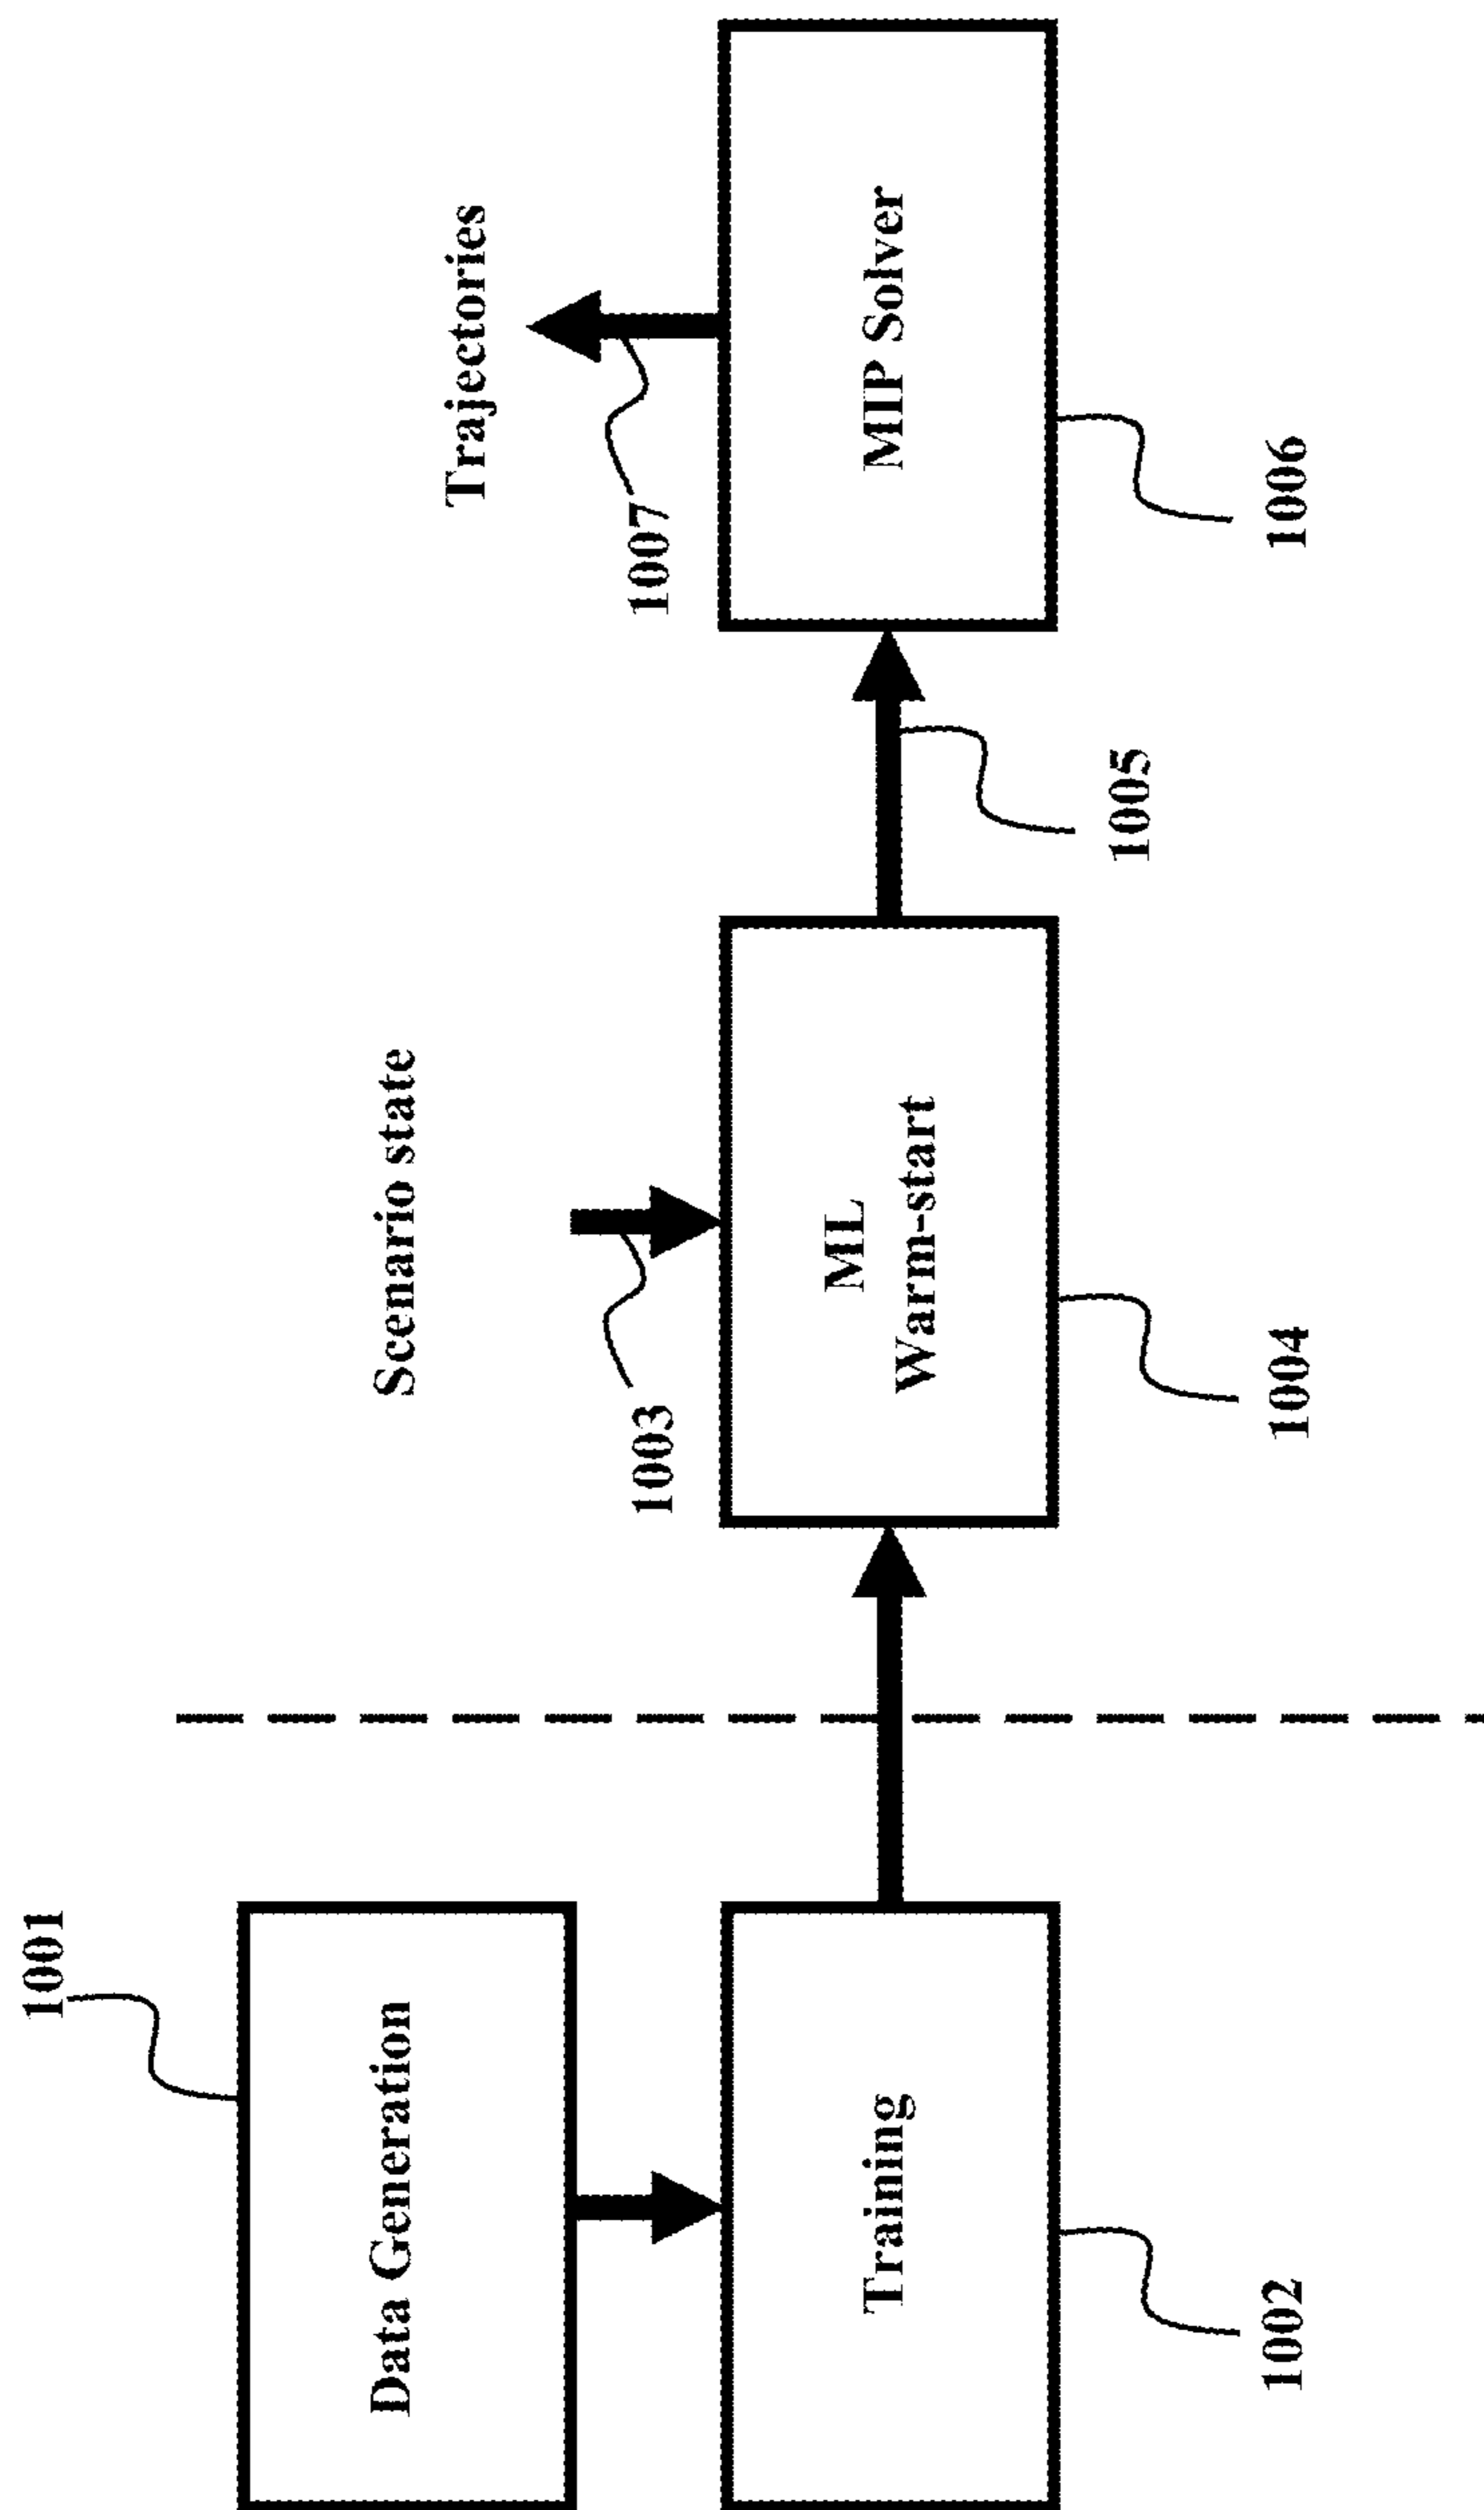 1001
Data Generation
Training
1002
Scenario state
1003
ML
Warm-start
1004
1005
Trajectories
1007
MIP Solver
1006